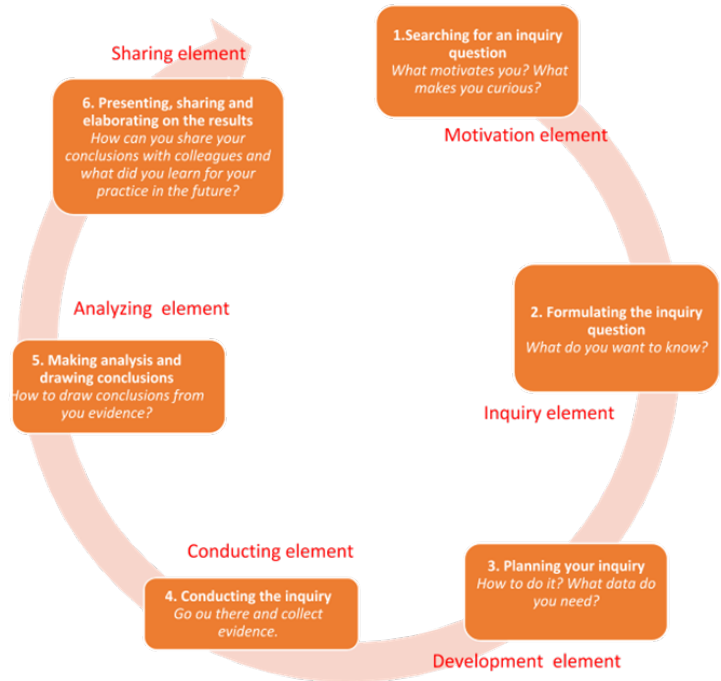 1.Searching for an inquiry
question
What motivates you? What
makes you curious?
Motivation element
2. Formulating the inquiry
question
What do you want to know?
Inquiry element
3. Planning your inquiry
How to do it? What data do
you need?
Development element
4. Conducting the inquiry
Go ou there and collect
evidence.
Conducting element
5. Making analysis and
drawing conclusions
How to draw conclusions from
you evidence?
Analyzing element
6. Presenting, sharing and
elaborating on the results
How can you share your
conclusions with colleagues and
what did you learn for your
practice in the future?
Sharing element